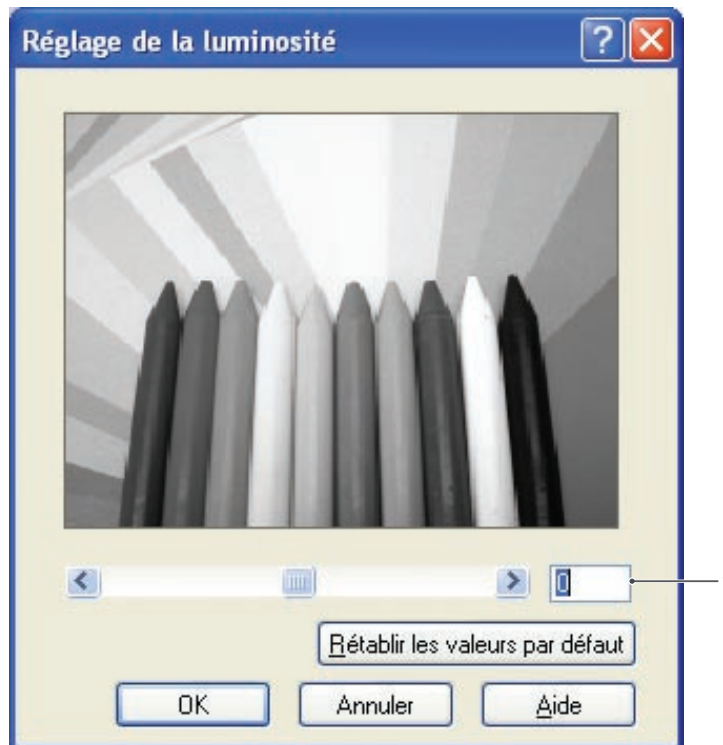 Réglage de la luminosité
0
Rétablir les valeurs par défaut
OK Annuler Aide